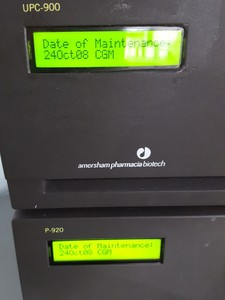 UPC-900
Date of Maintenance:
24Oct08 CGM
amersham pharmacia biotech
P-920
Date of Maintenance:
24Oct08 CGM